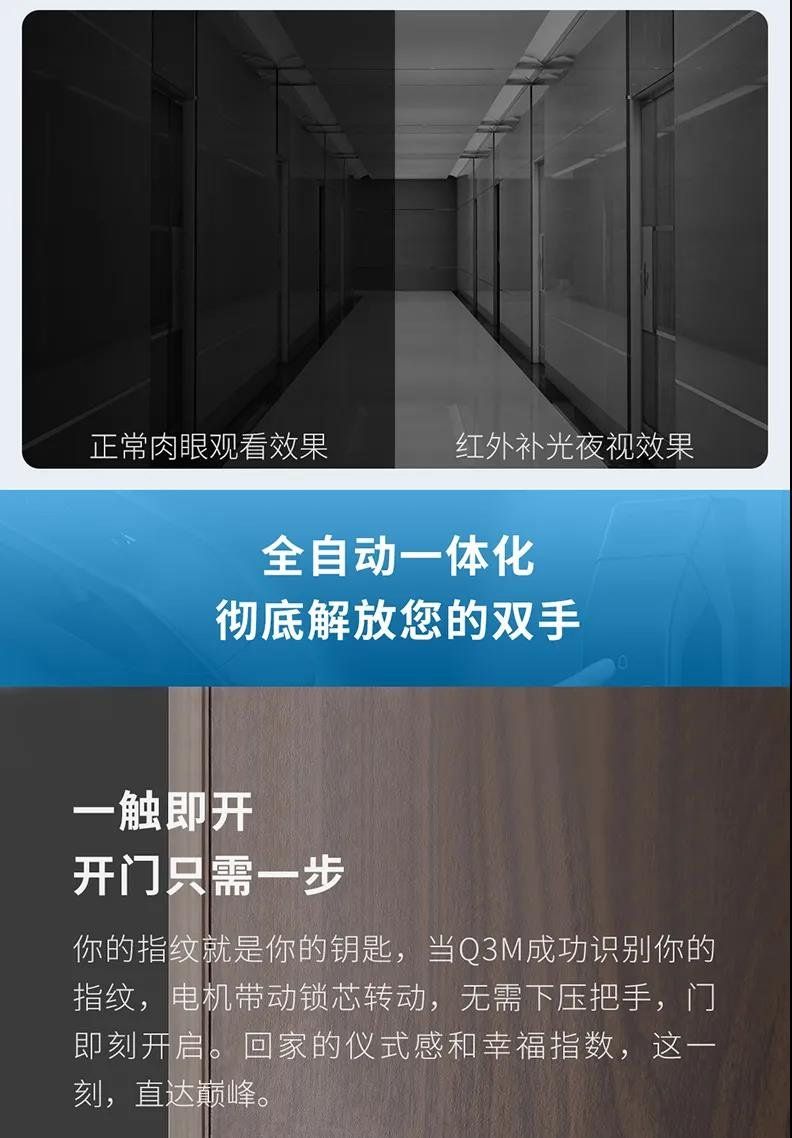 正常肉眼观看效果
红外补光夜视效果
全自动一体化
彻底解放您的双手
一触即开
开门只需一步
你的指纹就是你的钥匙，当Q3M成功识别你的
指纹，电机带动锁芯转动，无需下压把手，门
即刻开启。回家的仪式感和幸福指数，这一
刻，直达巅峰。